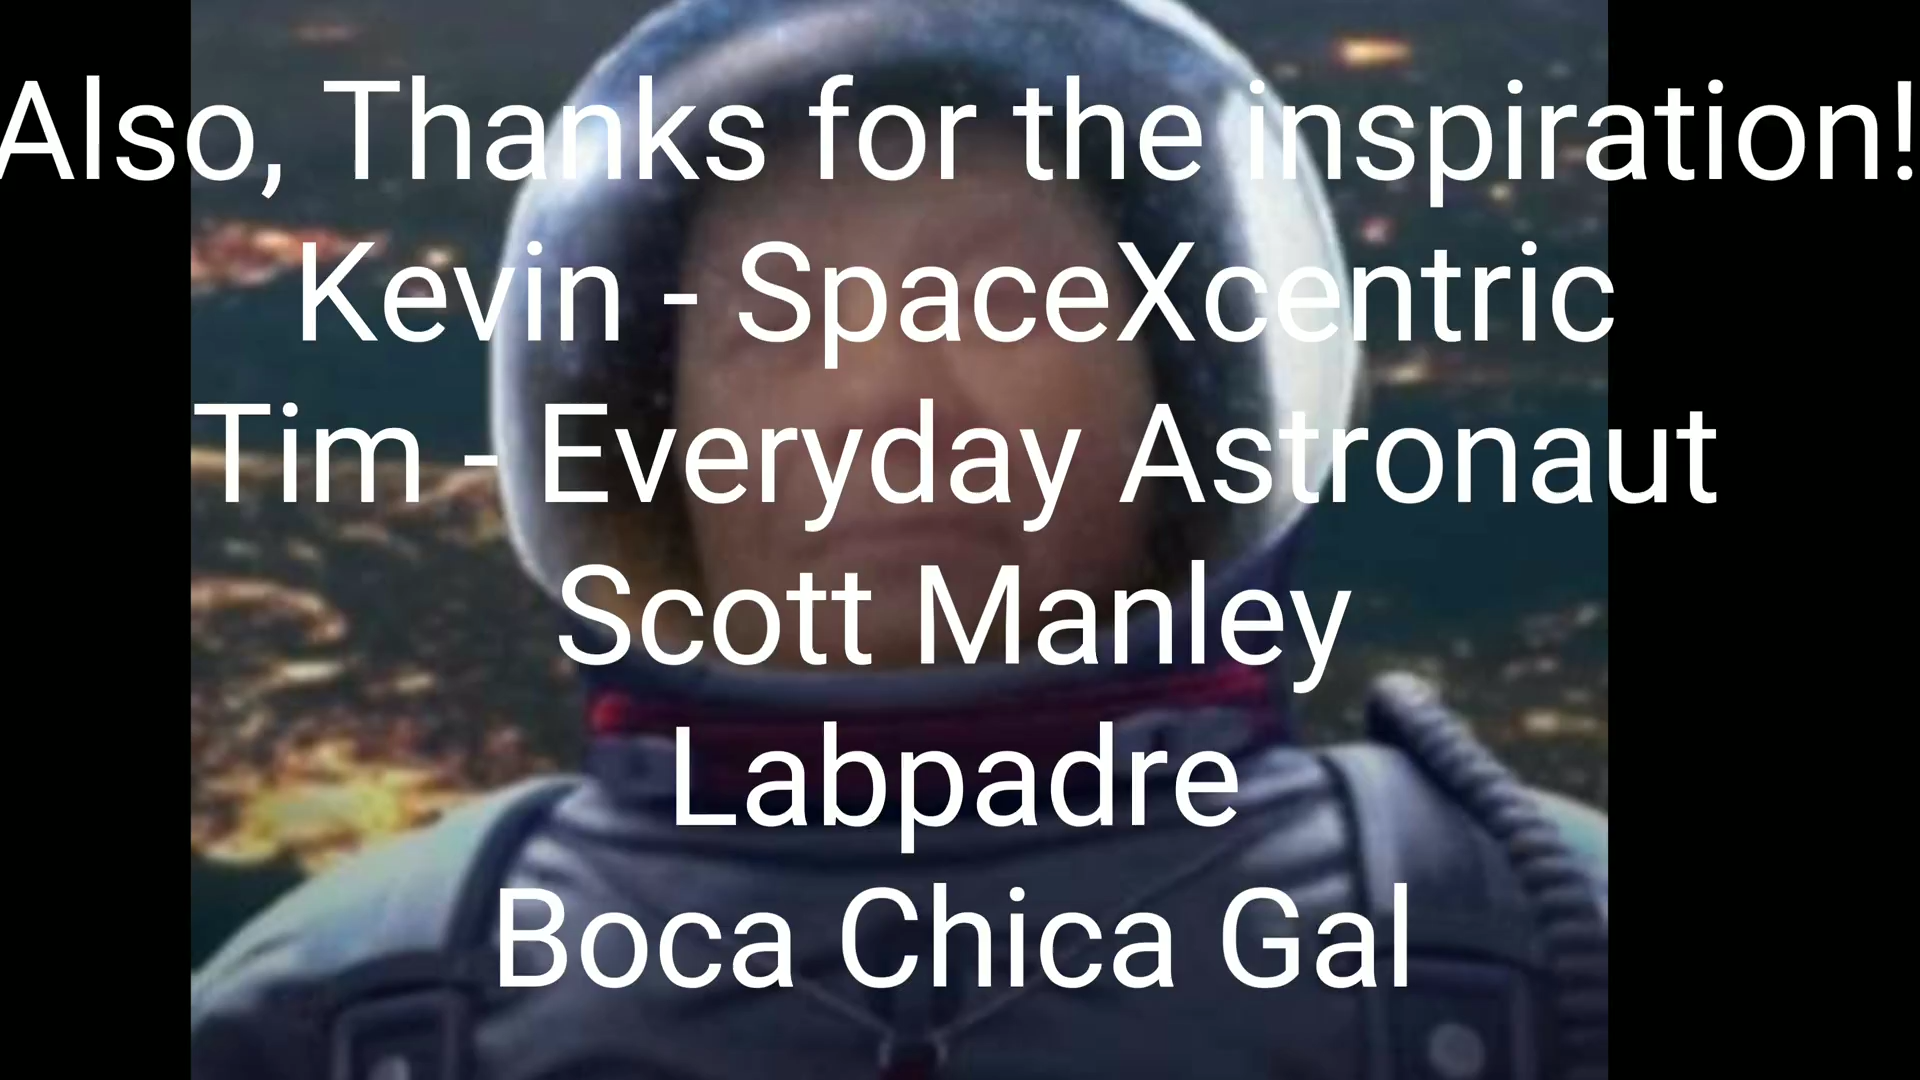 Also, Thanks for the inspiration!
Kevin - SpaceXcentric
Tim - Everyday Astronaut
Scott Manley
Labpadre
Boca Chica Gal